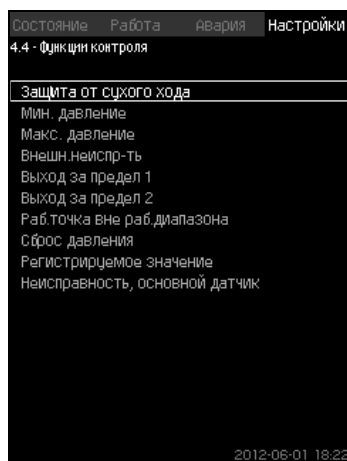 Состояние Работа Авария Настройки
4.4 - Функции контроля
Защита от сухого хода
Мин. давление
Макс. давление
Внешн.неиспр-ть
Выход за предел 1
Выход за предел 2
Раб.точка вне раб.диапазона
Сброс давления
Регистрируемое значение
Неисправность, основной датчик
2012-06-01 18:22